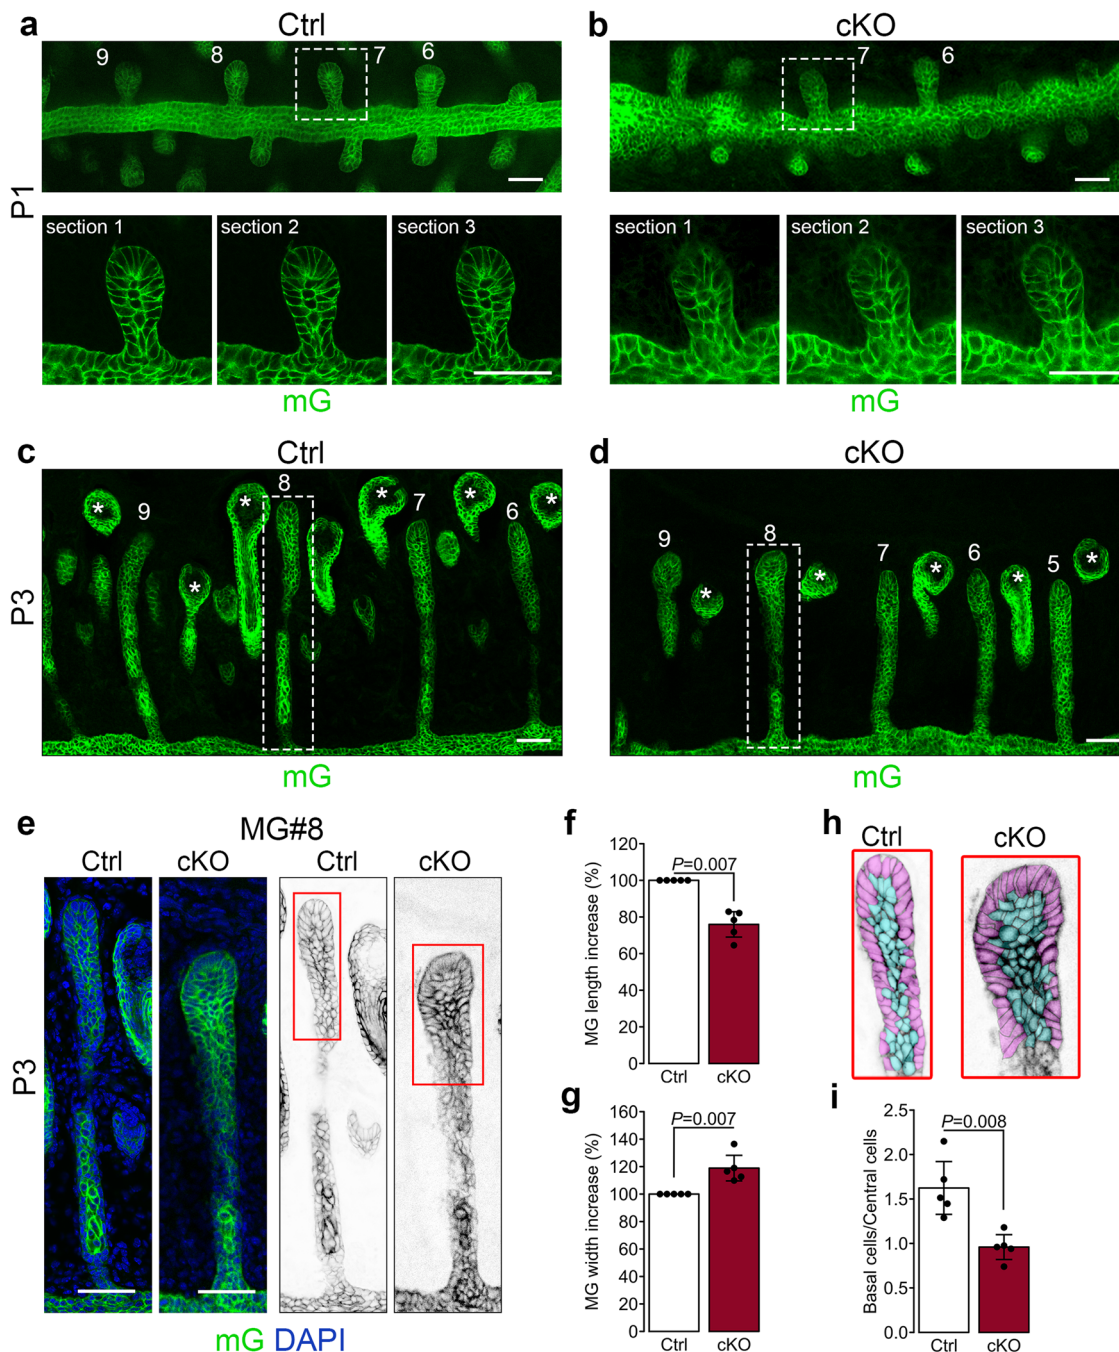 a
Ctrl
9
8
7
6
P1
section 1
section 2
section 3
mG
b
cKO
7
6
section 1
section 2
section 3
mG
c
Ctrl
9
*
*
*
8
*
7
*
6
*
P3
mG
d
cKO
9
*
8
*
7
*
6
*
5
*
mG
e
MG#8
Ctrl
cKO
Ctrl
cKO
P3
mG DAPI
f
MG length increase (%)
120
100
80
60
40
20
0
P=0.007
Ctrl
cKO
g
MG width increase (%)
160
140
120
100
80
60
40
20
0
P=0.007
Ctrl
cKO
h
Ctrl
cKO
i
Basal cells/Central cells
2.5
2.0
1.5
1.0
0.5
0.0
P=0.008
Ctrl
cKO